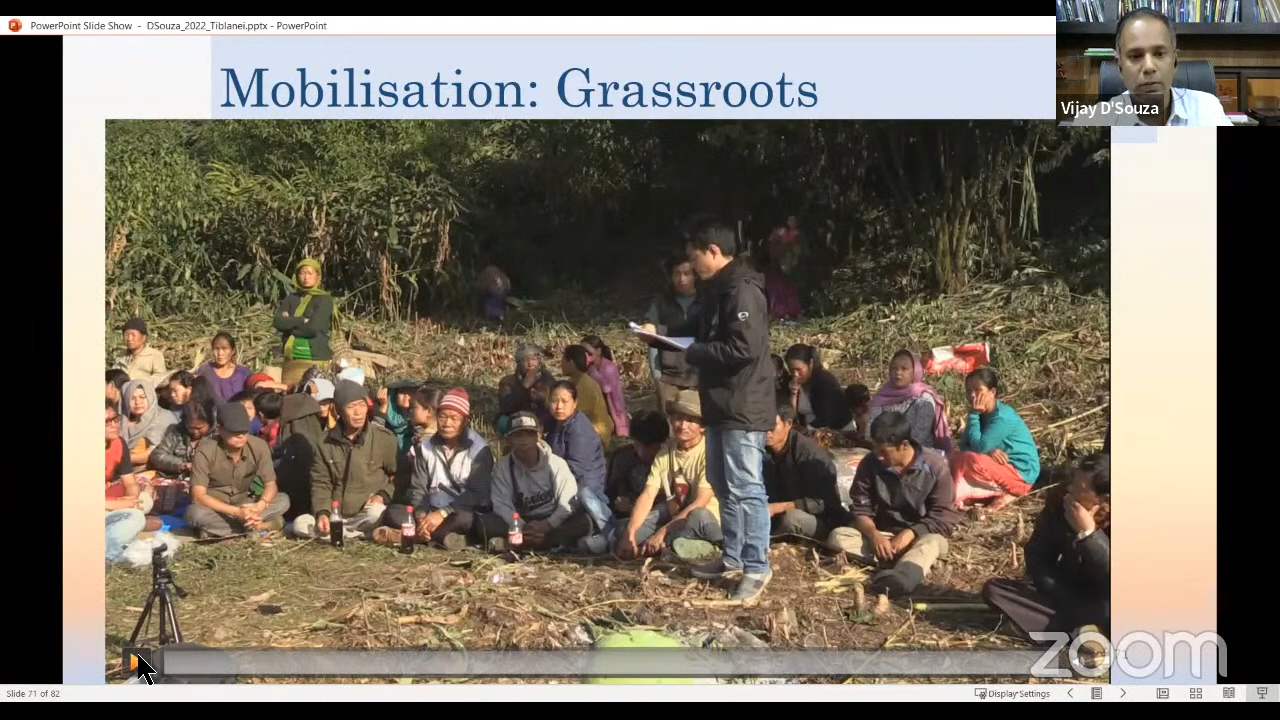 PowerPoint Slide Show - DSouza_2022_Tiblanei.pptx - PowerPoint
Mobilisation: Grassroots
Vijay D'Souza
zoom
Slide 71 of 82
Display Settings